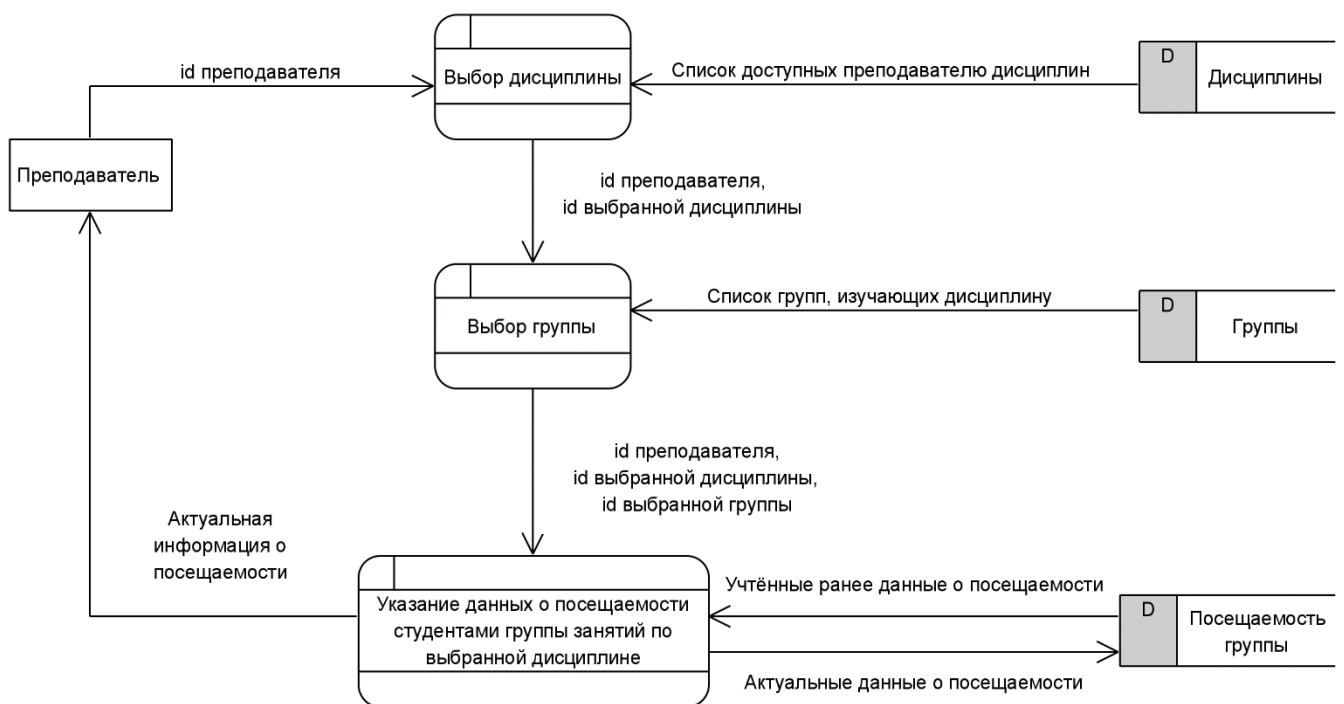 id преподавателя
Выбор дисциплины
Список доступных преподавателю дисциплин
D
Дисциплины
Преподаватель
id преподавателя,
id выбранной дисциплины
Выбор группы
Список групп, изучающих дисциплину
D
Группы
id преподавателя,
id выбранной дисциплины,
id выбранной группы
Актуальная
информация о
посещаемости
Указание данных о посещаемости
студентами группы занятий по
выбранной дисциплине
Учтённые ранее данные о посещаемости
D
Посещаемость
группы
Актуальные данные о посещаемости